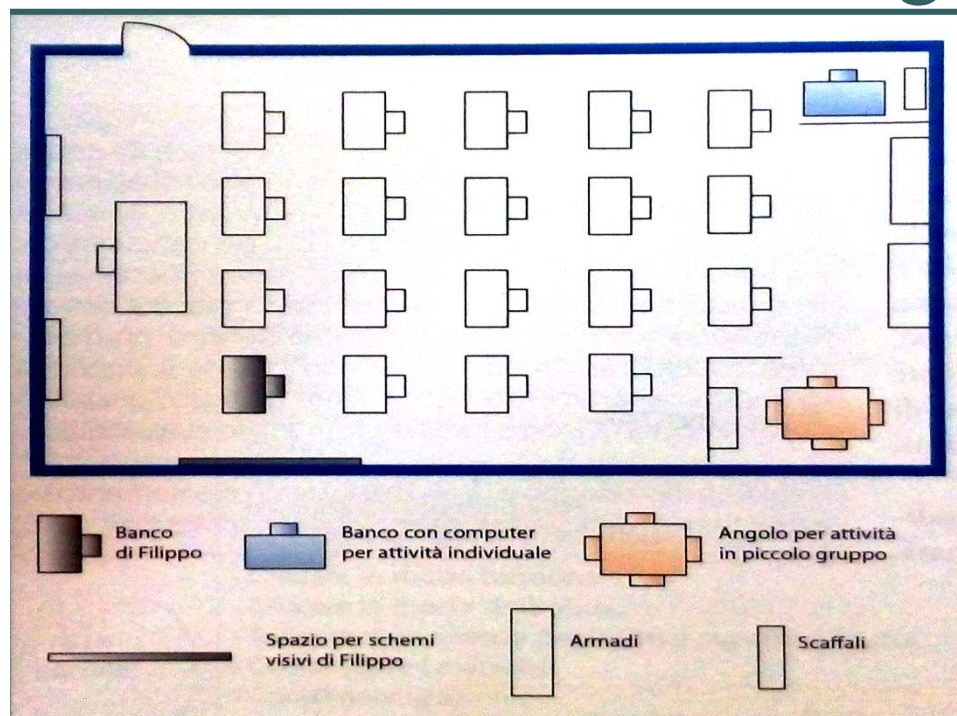 Banco
di Filippo
Banco con computer
per attività individuale
Angolo per attività
in piccolo gruppo
Spazio per schemi
visivi di Filippo
Armadi
Scaffali